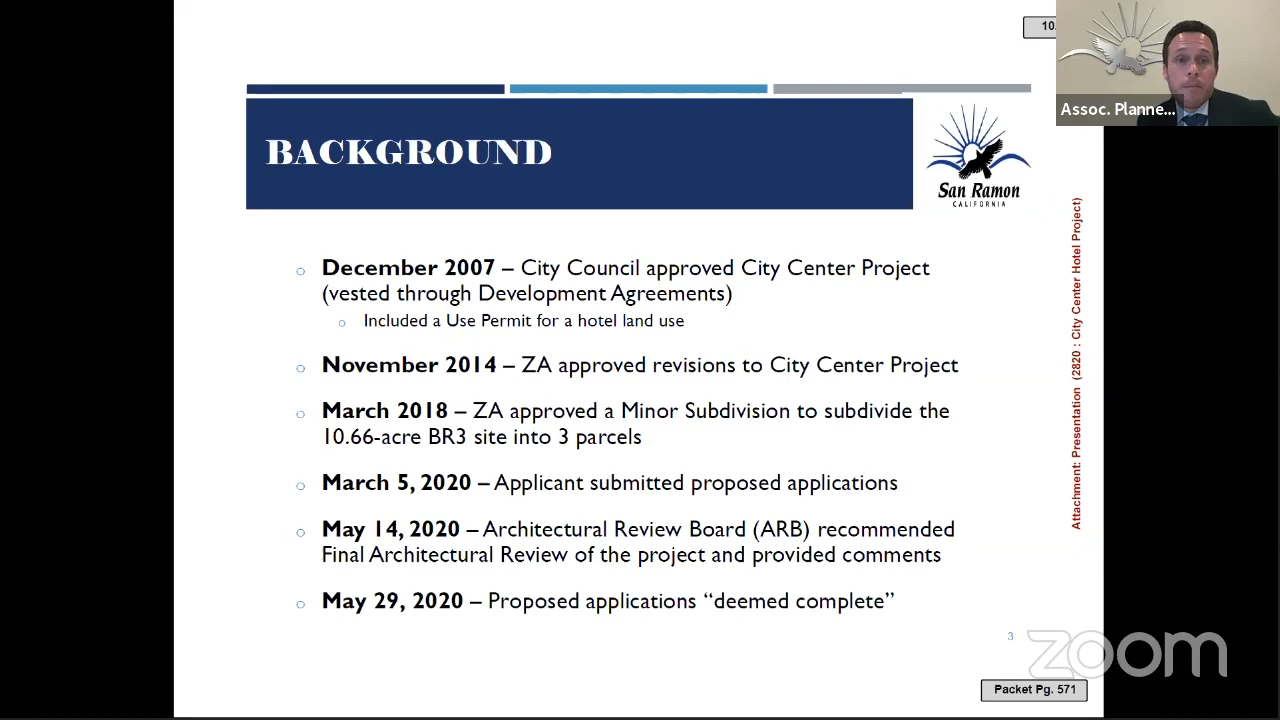 10.
Assoc. Planne...
BACKGROUND
San Ramon
CALIFORNIA
December 2007 – City Council approved City Center Project
(vested through Development Agreements)
Included a Use Permit for a hotel land use
November 2014 – ZA approved revisions to City Center Project
March 2018 – ZA approved a Minor Subdivision to subdivide the
10.66-acre BR3 site into 3 parcels
March 5, 2020 – Applicant submitted proposed applications
May 14, 2020 – Architectural Review Board (ARB) recommended
Final Architectural Review of the project and provided comments
May 29, 2020 – Proposed applications “deemed complete”
Attachment: Presentation (2820 : City Center Hotel Project)
3
zoom
Packet Pg. 571